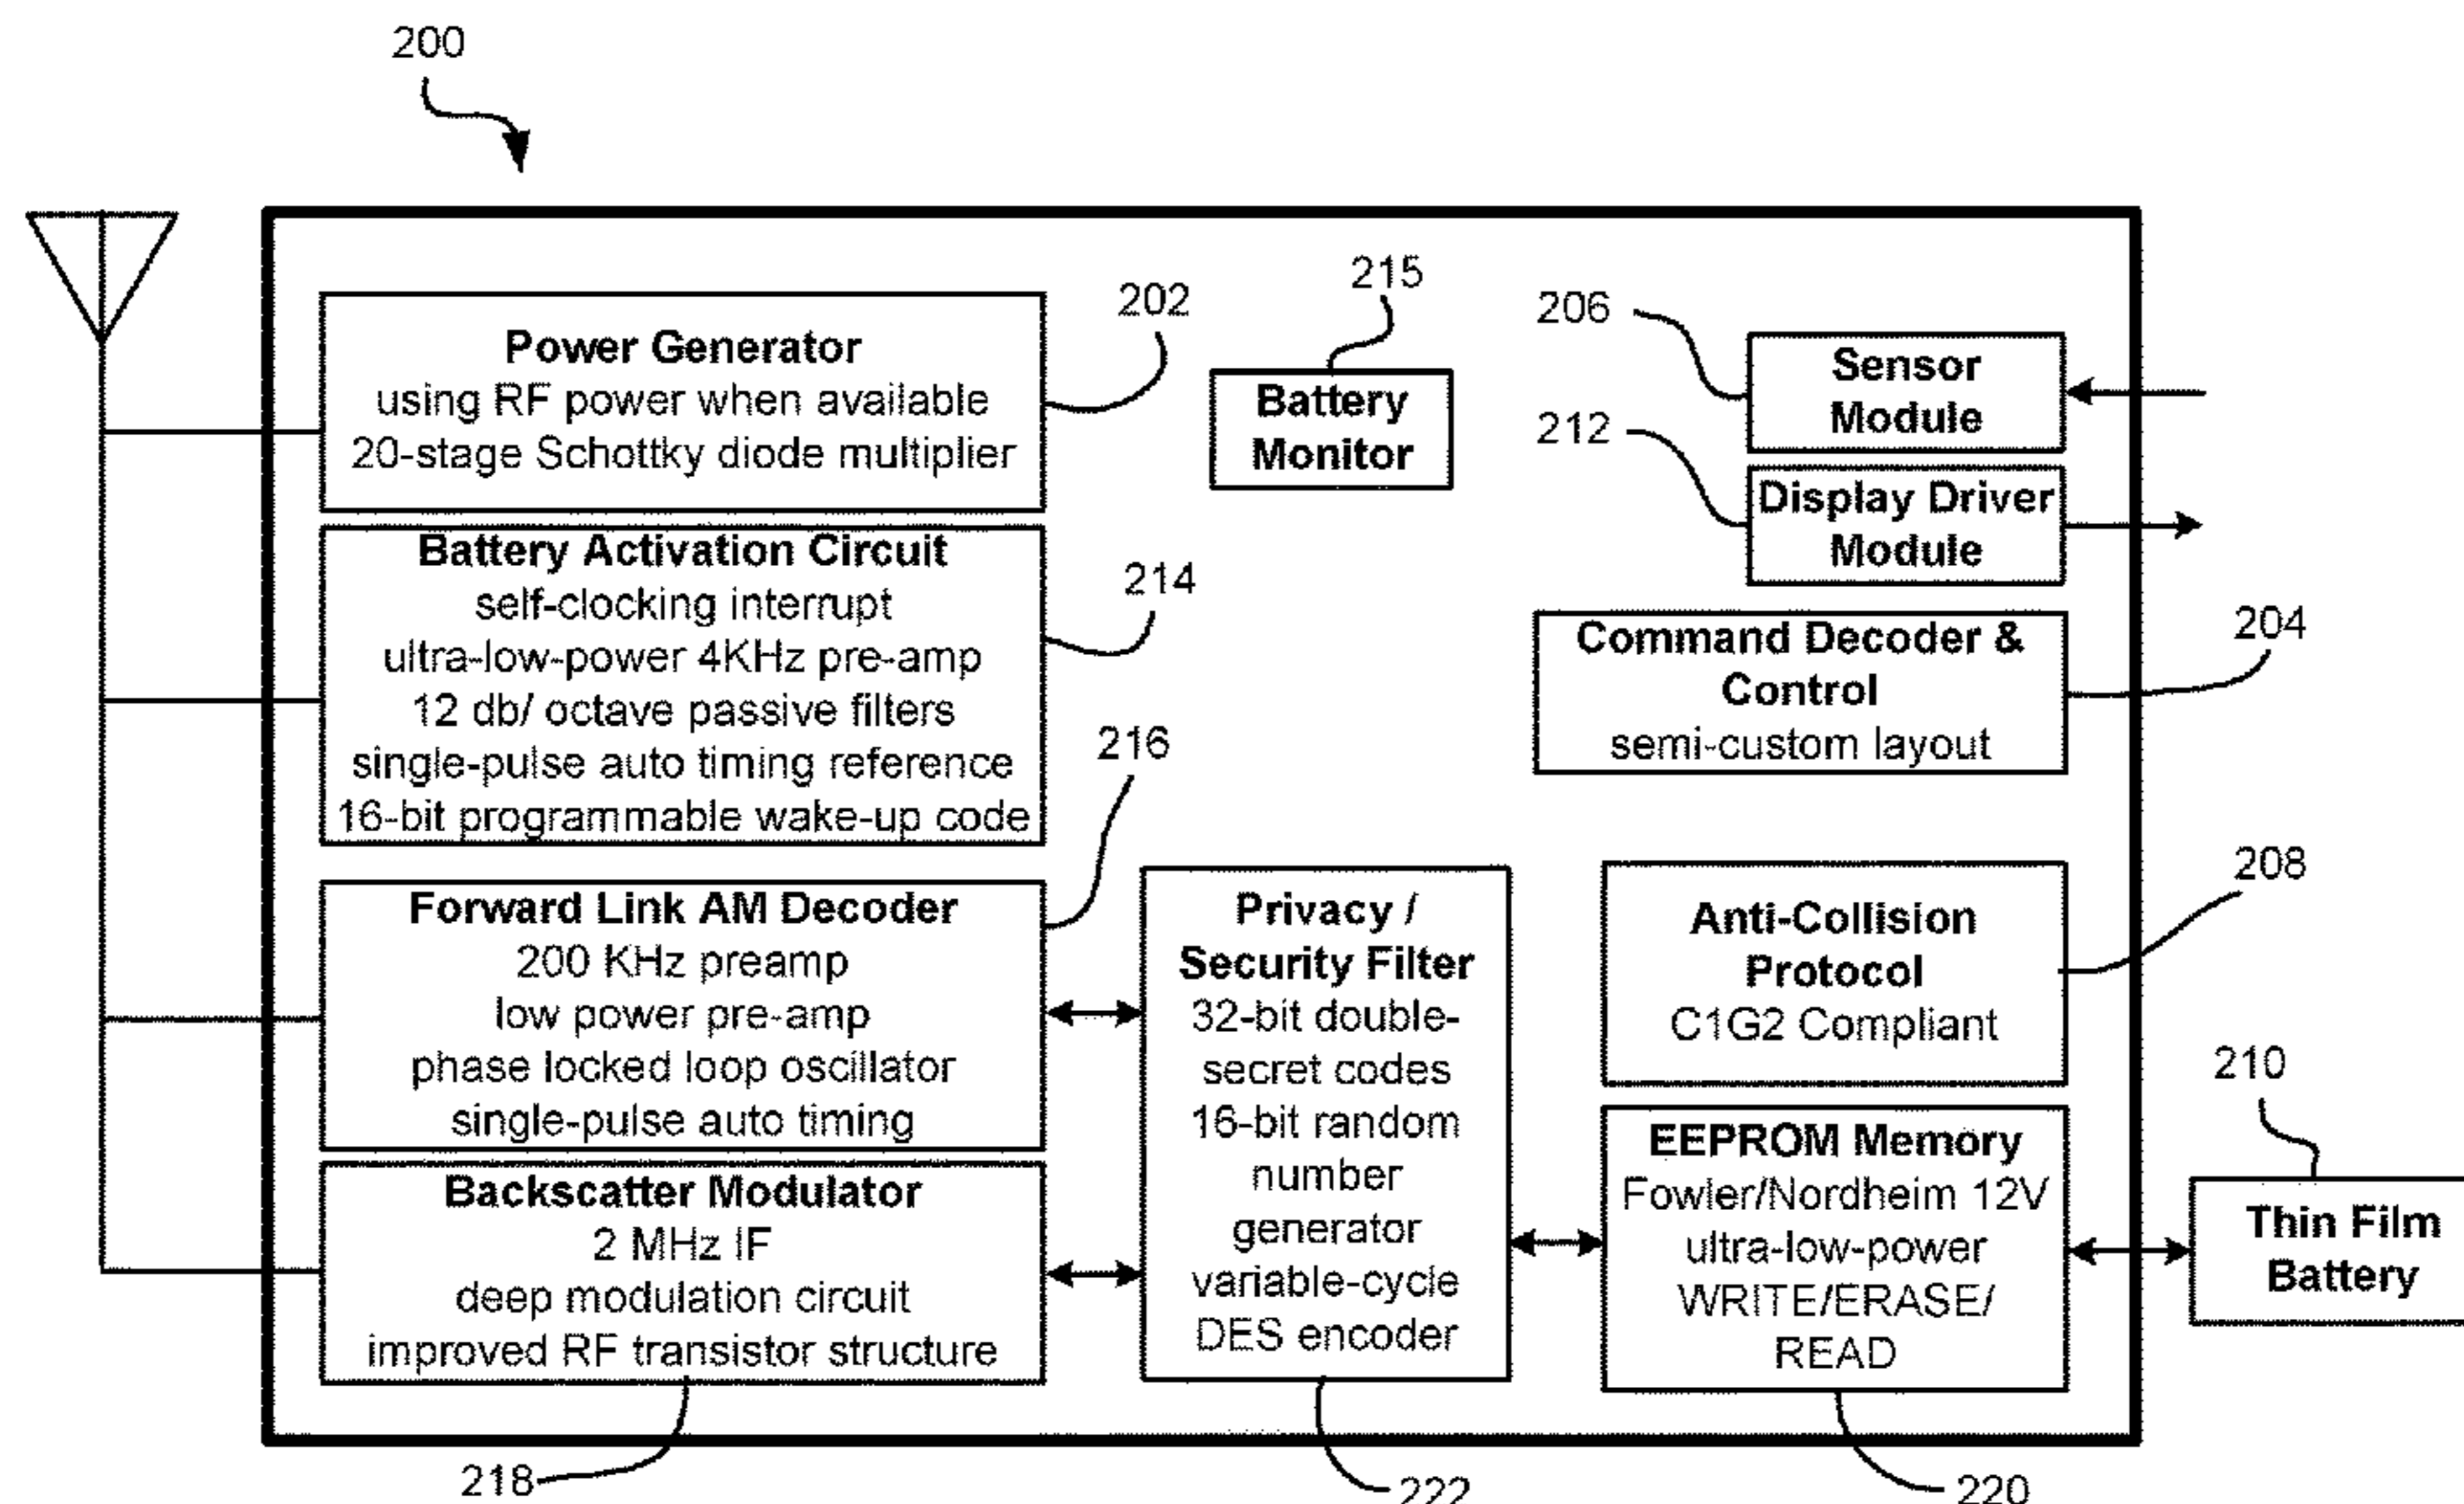 200
202
Power Generator
using RF power when available
20-stage Schottky diode multiplier
215
Battery
Monitor
206
Sensor
Module
212
Display Driver
Module
Battery Activation Circuit
self-clocking interrupt
ultra-low-power 4KHz pre-amp
12 db/ octave passive filters
single-pulse auto timing reference
16-bit programmable wake-up code
214
Command Decoder &
Control
semi-custom layout
204
216
Forward Link AM Decoder
200 KHz preamp
low power pre-amp
phase locked loop oscillator
single-pulse auto timing
Privacy /
Security Filter
32-bit double-
secret codes
16-bit random
number
generator
variable-cycle
DES encoder
Anti-Collision
Protocol
C1G2 Compliant
208
Backscatter Modulator
2 MHz IF
deep modulation circuit
improved RF transistor structure
EEPROM Memory
Fowler/Nordheim 12V
ultra-low-power
WRITE/ERASE/
READ
210
Thin Film
Battery
218
222
220